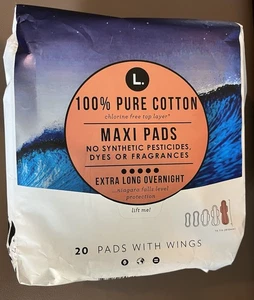 L.
100% PURE COTTON
chlorine free top layer*
MAXI PADS
NO SYNTHETIC PESTICIDES,
DYES OR FRAGRANCES
EXTRA LONG OVERNIGHT
...niagara falls level
protection
lift me!
20 PADS WITH WINGS